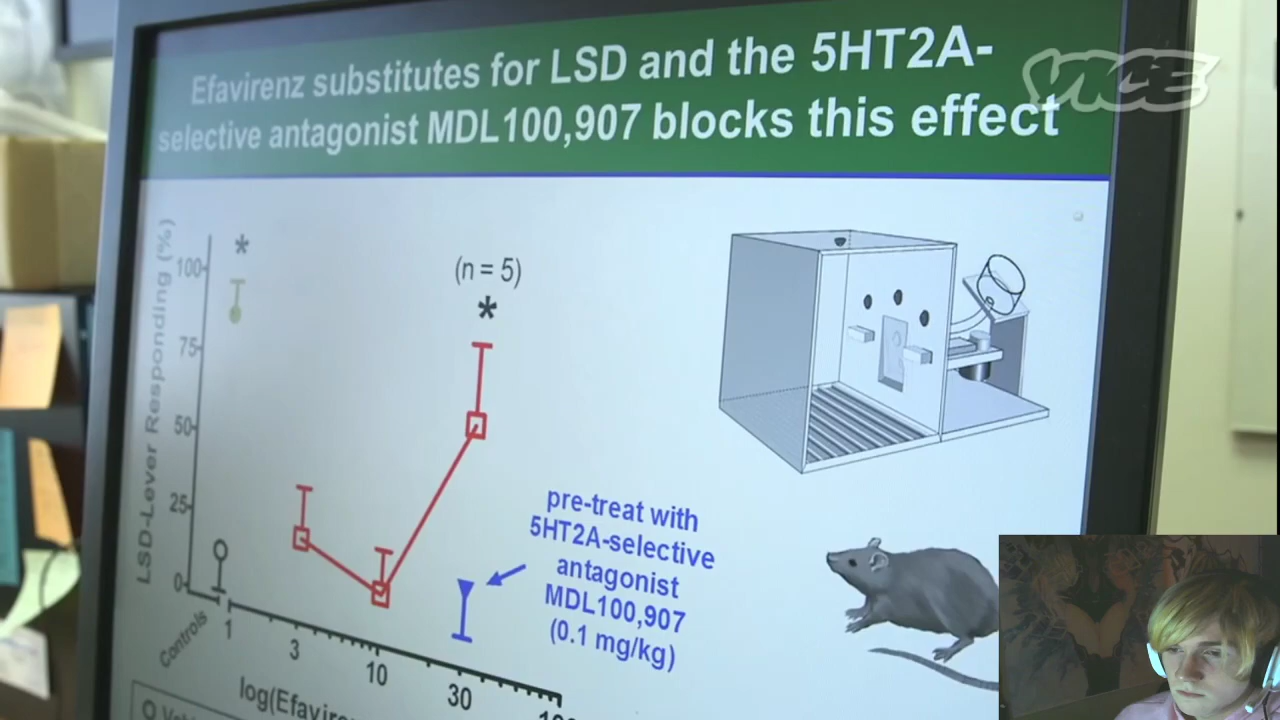 Efavirenz substitutes for LSD and the 5HT2A-
selective antagonist MDL100,907 blocks this effect
VICE
LSD-Lever Responding (%)
100
75
50
25
0
*
(n = 5)
*
pre-treat with
5HT2A-selective
antagonist
MDL100,907
(0.1 mg/kg)
Controls
1
3
10
30